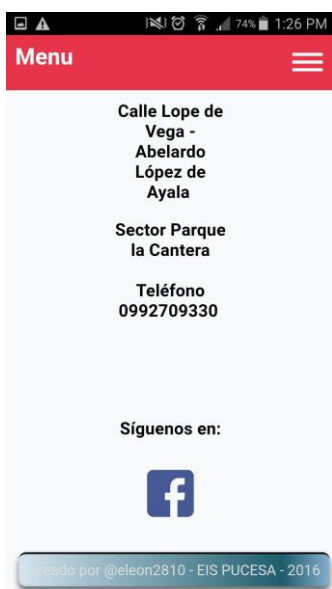 74% 1:26 PM
Menu
Calle Lope de
Vega -
Abelardo
López de
Ayala
Sector Parque
la Cantera
Teléfono
0992709330
Síguenos en:
f
por @eleon2810 - EIS PUCESA - 2016